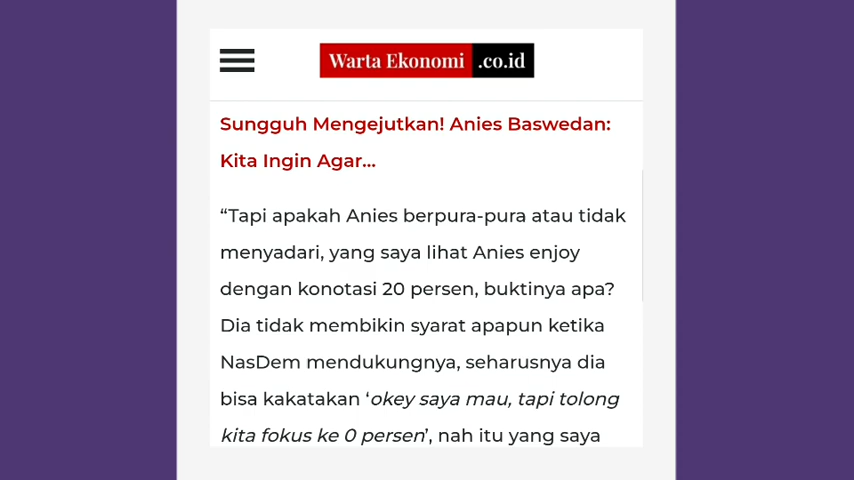 Warta Ekonomi .co.id
Sungguh Mengejutkan! Anies Baswedan:
Kita Ingin Agar...
“Tapi apakah Anies berpura-pura atau tidak
menyadari, yang saya lihat Anies enjoy
dengan konotasi 20 persen, buktinya apa?
Dia tidak membikin syarat apapun ketika
NasDem mendukungnya, seharusnya dia
bisa kakatakan ‘okey saya mau, tapi tolong
kita fokus ke 0 persen’, nah itu yang saya